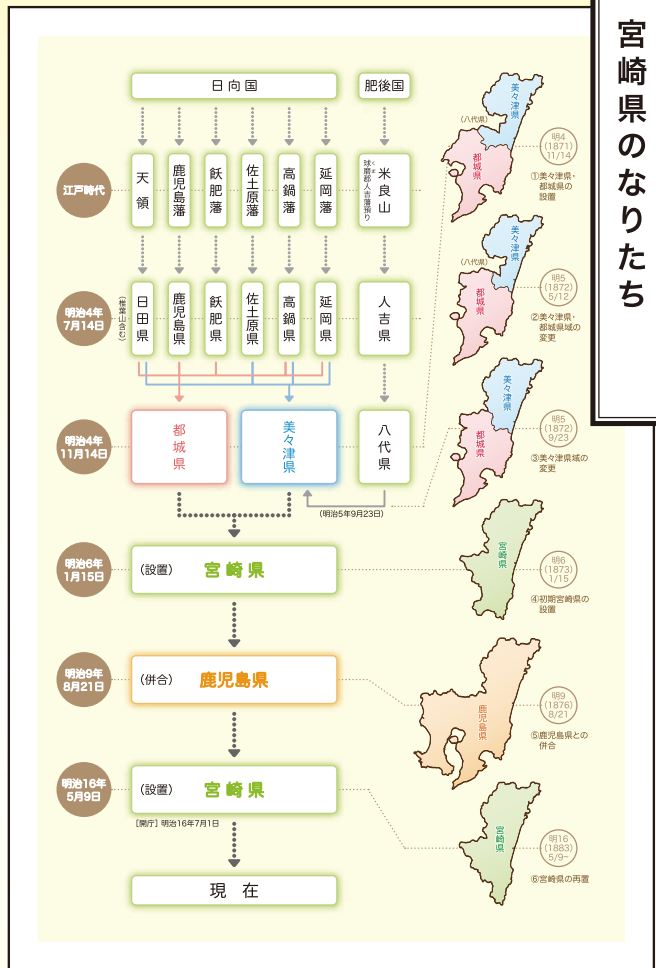 宮崎県のなりたち
日向国
肥後国
江戸時代
天領
鹿児島藩
飫肥藩
佐土原藩
高鍋藩
延岡藩
米良山
球磨郡人吉藩預り
くま
明治4年
7月14日
(椎葉山含む)
日田県
鹿児島県
飫肥県
佐土原県
高鍋県
延岡県
人吉県
明治4年
11月14日
都城県
美々津県
八代県
(明治5年9月23日)
明治6年
1月15日
(設置) 宮崎県
明治9年
8月21日
(併合) 鹿児島県
明治16年
5月9日
(設置) 宮崎県
[開庁] 明治16年7月1日
現 在
美々津県
(八代県)
都城県
明4
(1871)
11/14
①美々津県・
都城県の
設置
美々津県
(八代県)
都城県
明5
(1872)
5/12
②美々津県・
都城県域の
変更
美々津県
都城県
明5
(1872)
9/23
③美々津県域の
変更
宮崎県
明6
(1873)
1/15
④初期宮崎県の
設置
鹿児島県
明9
(1876)
8/21
⑤鹿児島県との
併合
宮崎県
明16
(1883)
5/9~
⑥宮崎県の再置